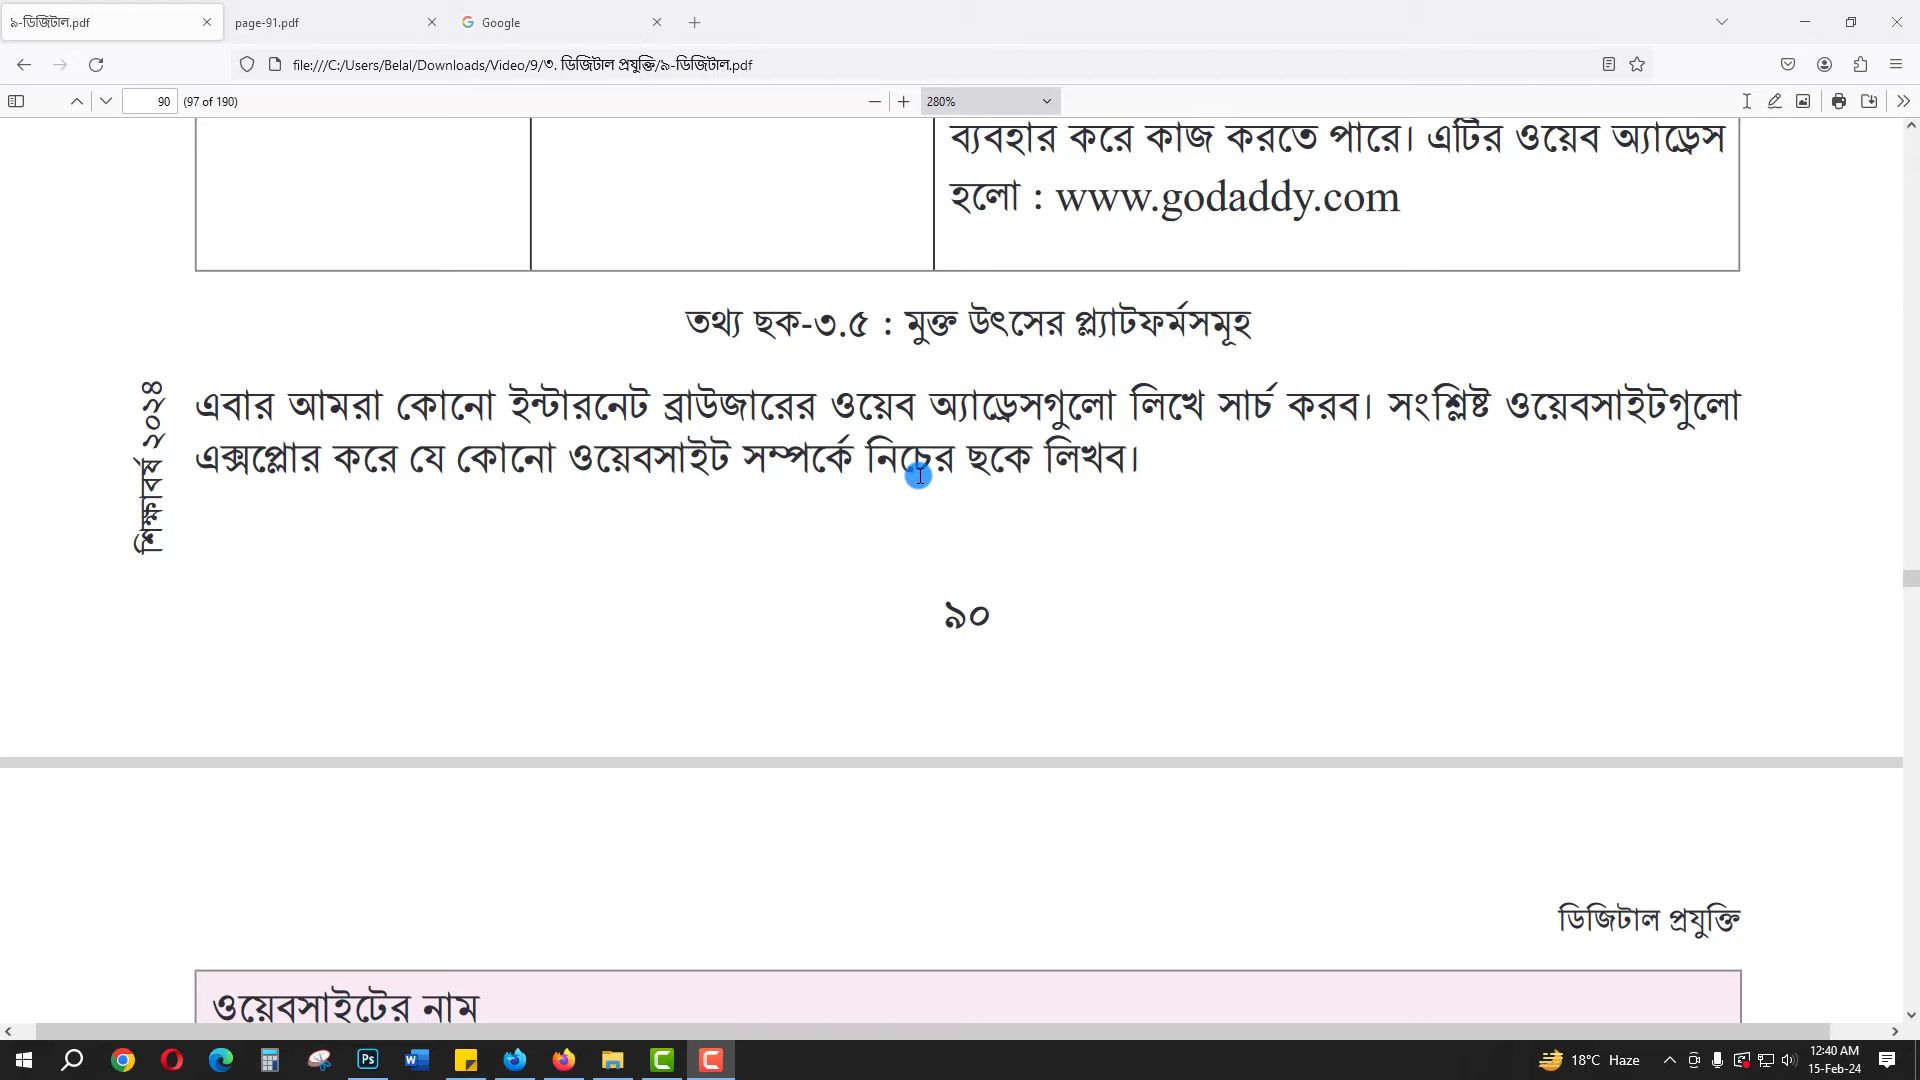 ৯-ডিজিটাল.pdf
page-91.pdf
Google
file:///C:/Users/Belal/Downloads/Video/9/৩. ডিজিটাল প্রযুক্তি/৯-ডিজিটাল.pdf
90 (97 of 190)
280%
ব্যবহার করে কাজ করতে পারে। এটির ওয়েব অ্যাড্রেস
হলো : www.godaddy.com
তথ্য ছক-৩.৫ : মুক্ত উৎসের প্ল্যাটফর্মসমূহ
শিক্ষাবর্ষ ২০২৪
এবার আমরা কোনো ইন্টারনেট ব্রাউজারের ওয়েব অ্যাড্রেসগুলো লিখে সার্চ করব। সংশ্লিষ্ট ওয়েবসাইটগুলো
এক্সপ্লোর করে যে কোনো ওয়েবসাইট সম্পর্কে নিচের ছকে লিখব।
৯০
ডিজিটাল প্রযুক্তি
ওয়েবসাইটের নাম
18°C Haze
12:40 AM
15-Feb-24